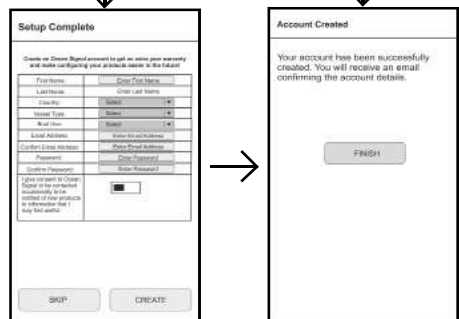 Setup Complete
Create an Ocean Signal account to get an extra year warranty
and make configuring your products easier in the future!
First Name: Enter First Name
Last Name: Enter Last Name
Country: Select
Vessel Type: Select
Boat Use: Select
Email Address: Enter Email Address
Confirm Email Address: Enter Email Address
Password: Enter Password
Confirm Password: Enter Password
I give consent to Ocean
Signal to be contacted
occasionally to be
notified of new products
or information that I
may find useful.
SKIP CREATE
Account Created
Your account has been successfully
created. You will receive an email
confirming the account details.
FINISH